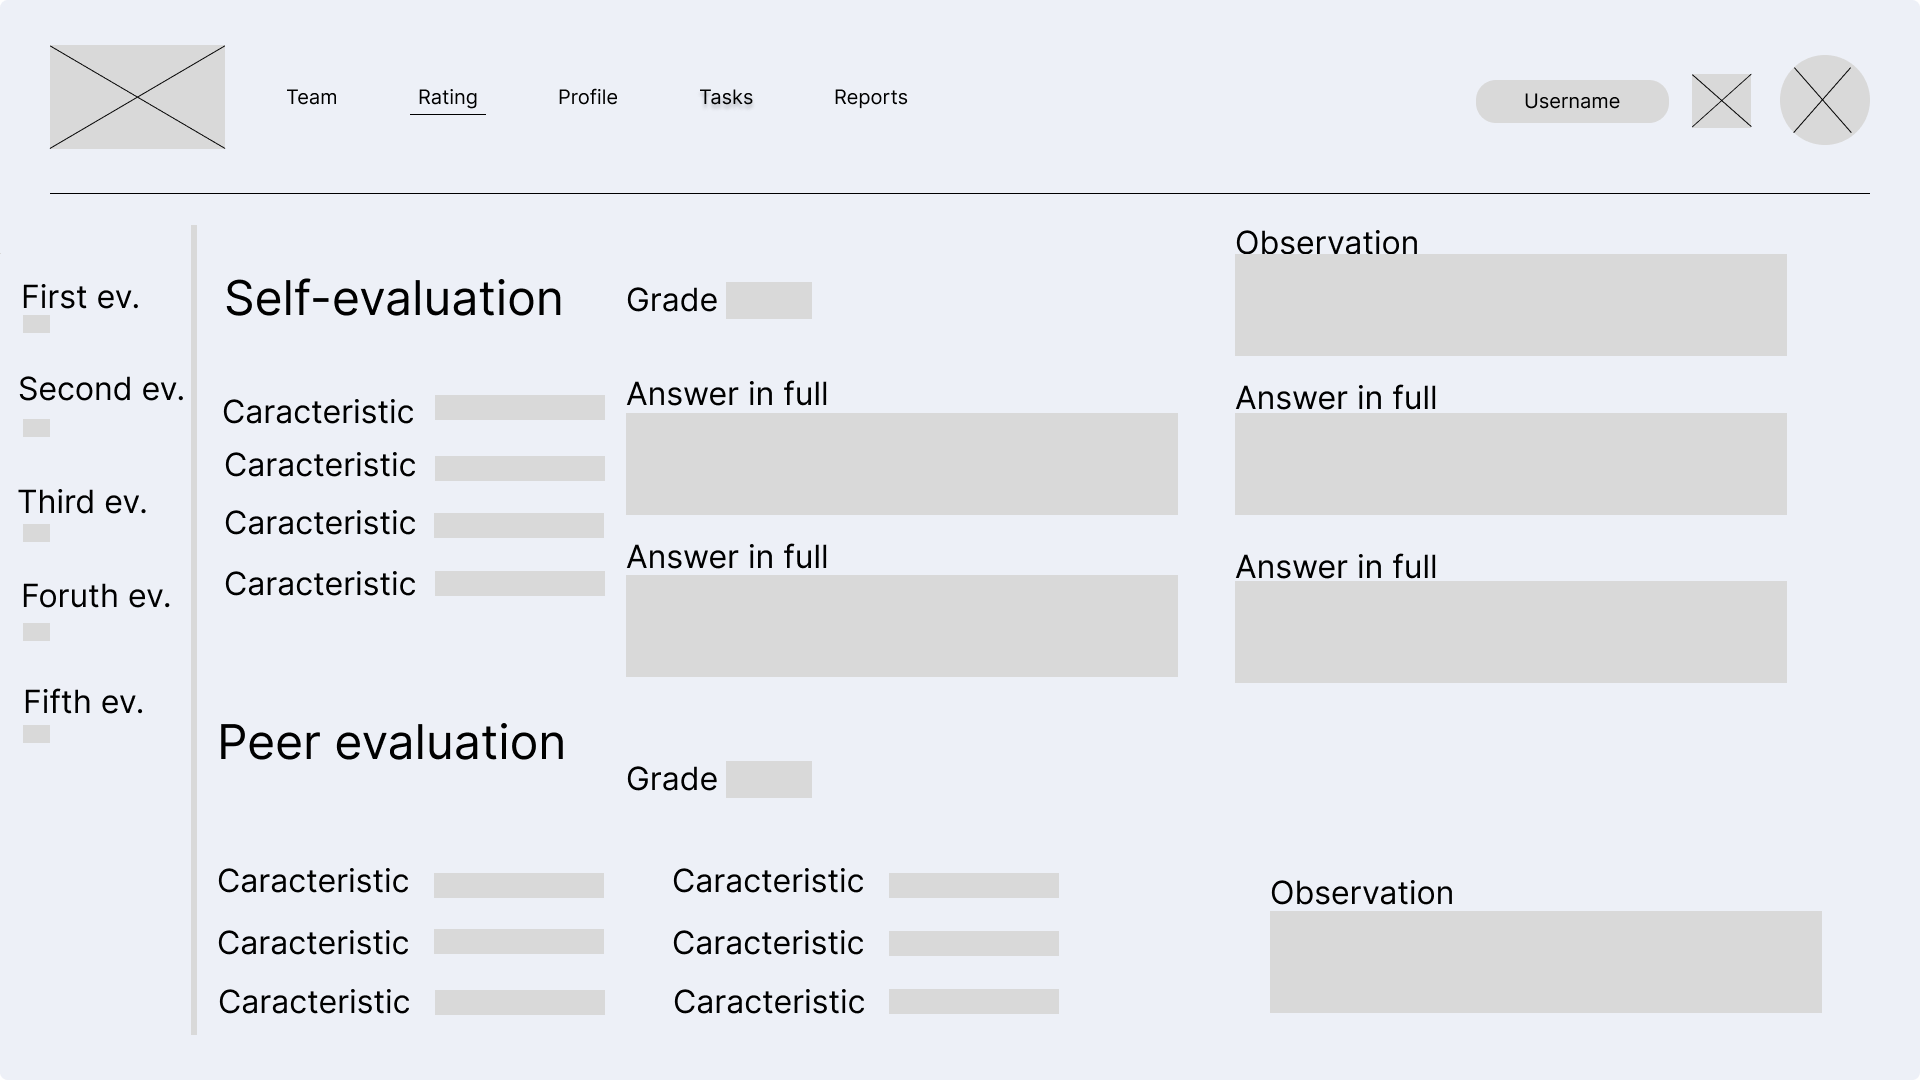 Team
Rating
Profile
Tasks
Reports
Username
First ev.
Second ev.
Third ev.
Foruth ev.
Fifth ev.
Self-evaluation
Grade
Caracteristic
Caracteristic
Caracteristic
Caracteristic
Answer in full
Answer in full
Observation
Answer in full
Answer in full
Peer evaluation
Grade
Caracteristic
Caracteristic
Caracteristic
Caracteristic
Caracteristic
Caracteristic
Observation